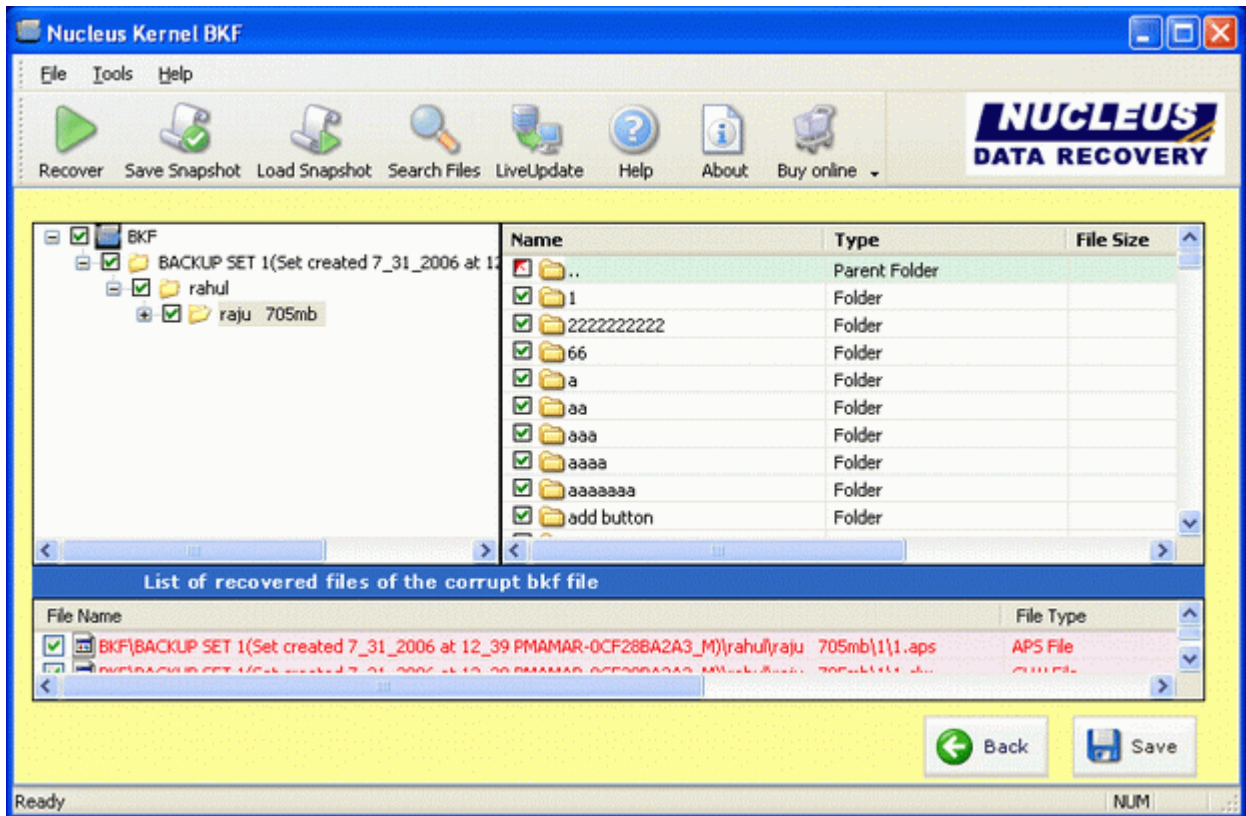 Nucleus Kernel BKF
File Tools Help
Recover Save Snapshot Load Snapshot Search Files LiveUpdate Help About Buy online
NUCLEUS
DATA RECOVERY
BKF
BACKUP SET 1(Set created 7_31_2006 at 12
rahul
raju 705mb
Name Type File Size
.. Parent Folder
1 Folder
2222222222 Folder
66 Folder
a Folder
aa Folder
aaa Folder
aaaa Folder
aaaaaaa Folder
add button Folder
List of recovered files of the corrupt bkf file
File Name File Type
BKF\BACKUP SET 1(Set created 7_31_2006 at 12_39 PMAMAR-0CF28BA2A3_M)\rahul\raju 705mb\1\1.aps APS File
Back Save
Ready NUM